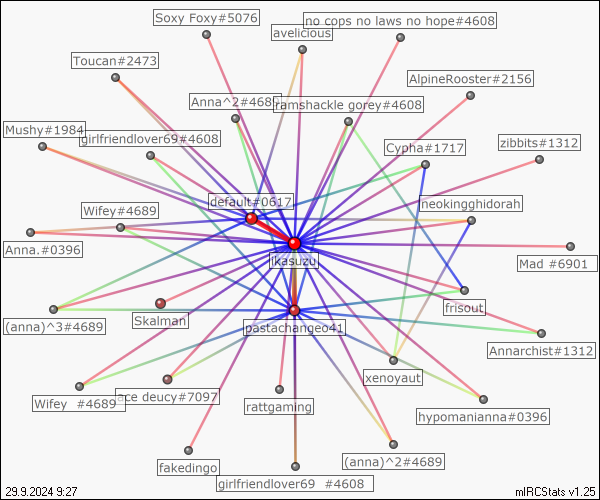 Soxy Foxy#5076
no cops no laws no hope#4608
avelicious
Toucan#2473
AlpineRooster#2156
Anna^2#4689
ramshackle gorey#4608
Mushy#1984
girlfriendlover69#4608
Cypha#1717
zibbits#1312
default#0617
neokingghidorah
Wifey#4689
Anna.#0396
Ikasuzu
Mad #6901
(anna)^3#4689
Skalman
pastachangeo41
frisout
Annarchist#1312
xenoyaut
Wifey #4689
ace deucy#7097
rattgaming
hypomanianna#0396
fakedingo
(anna)^2#4689
girlfriendlover69 #4608
29.9.2024 9:27
mIRCStats v1.25